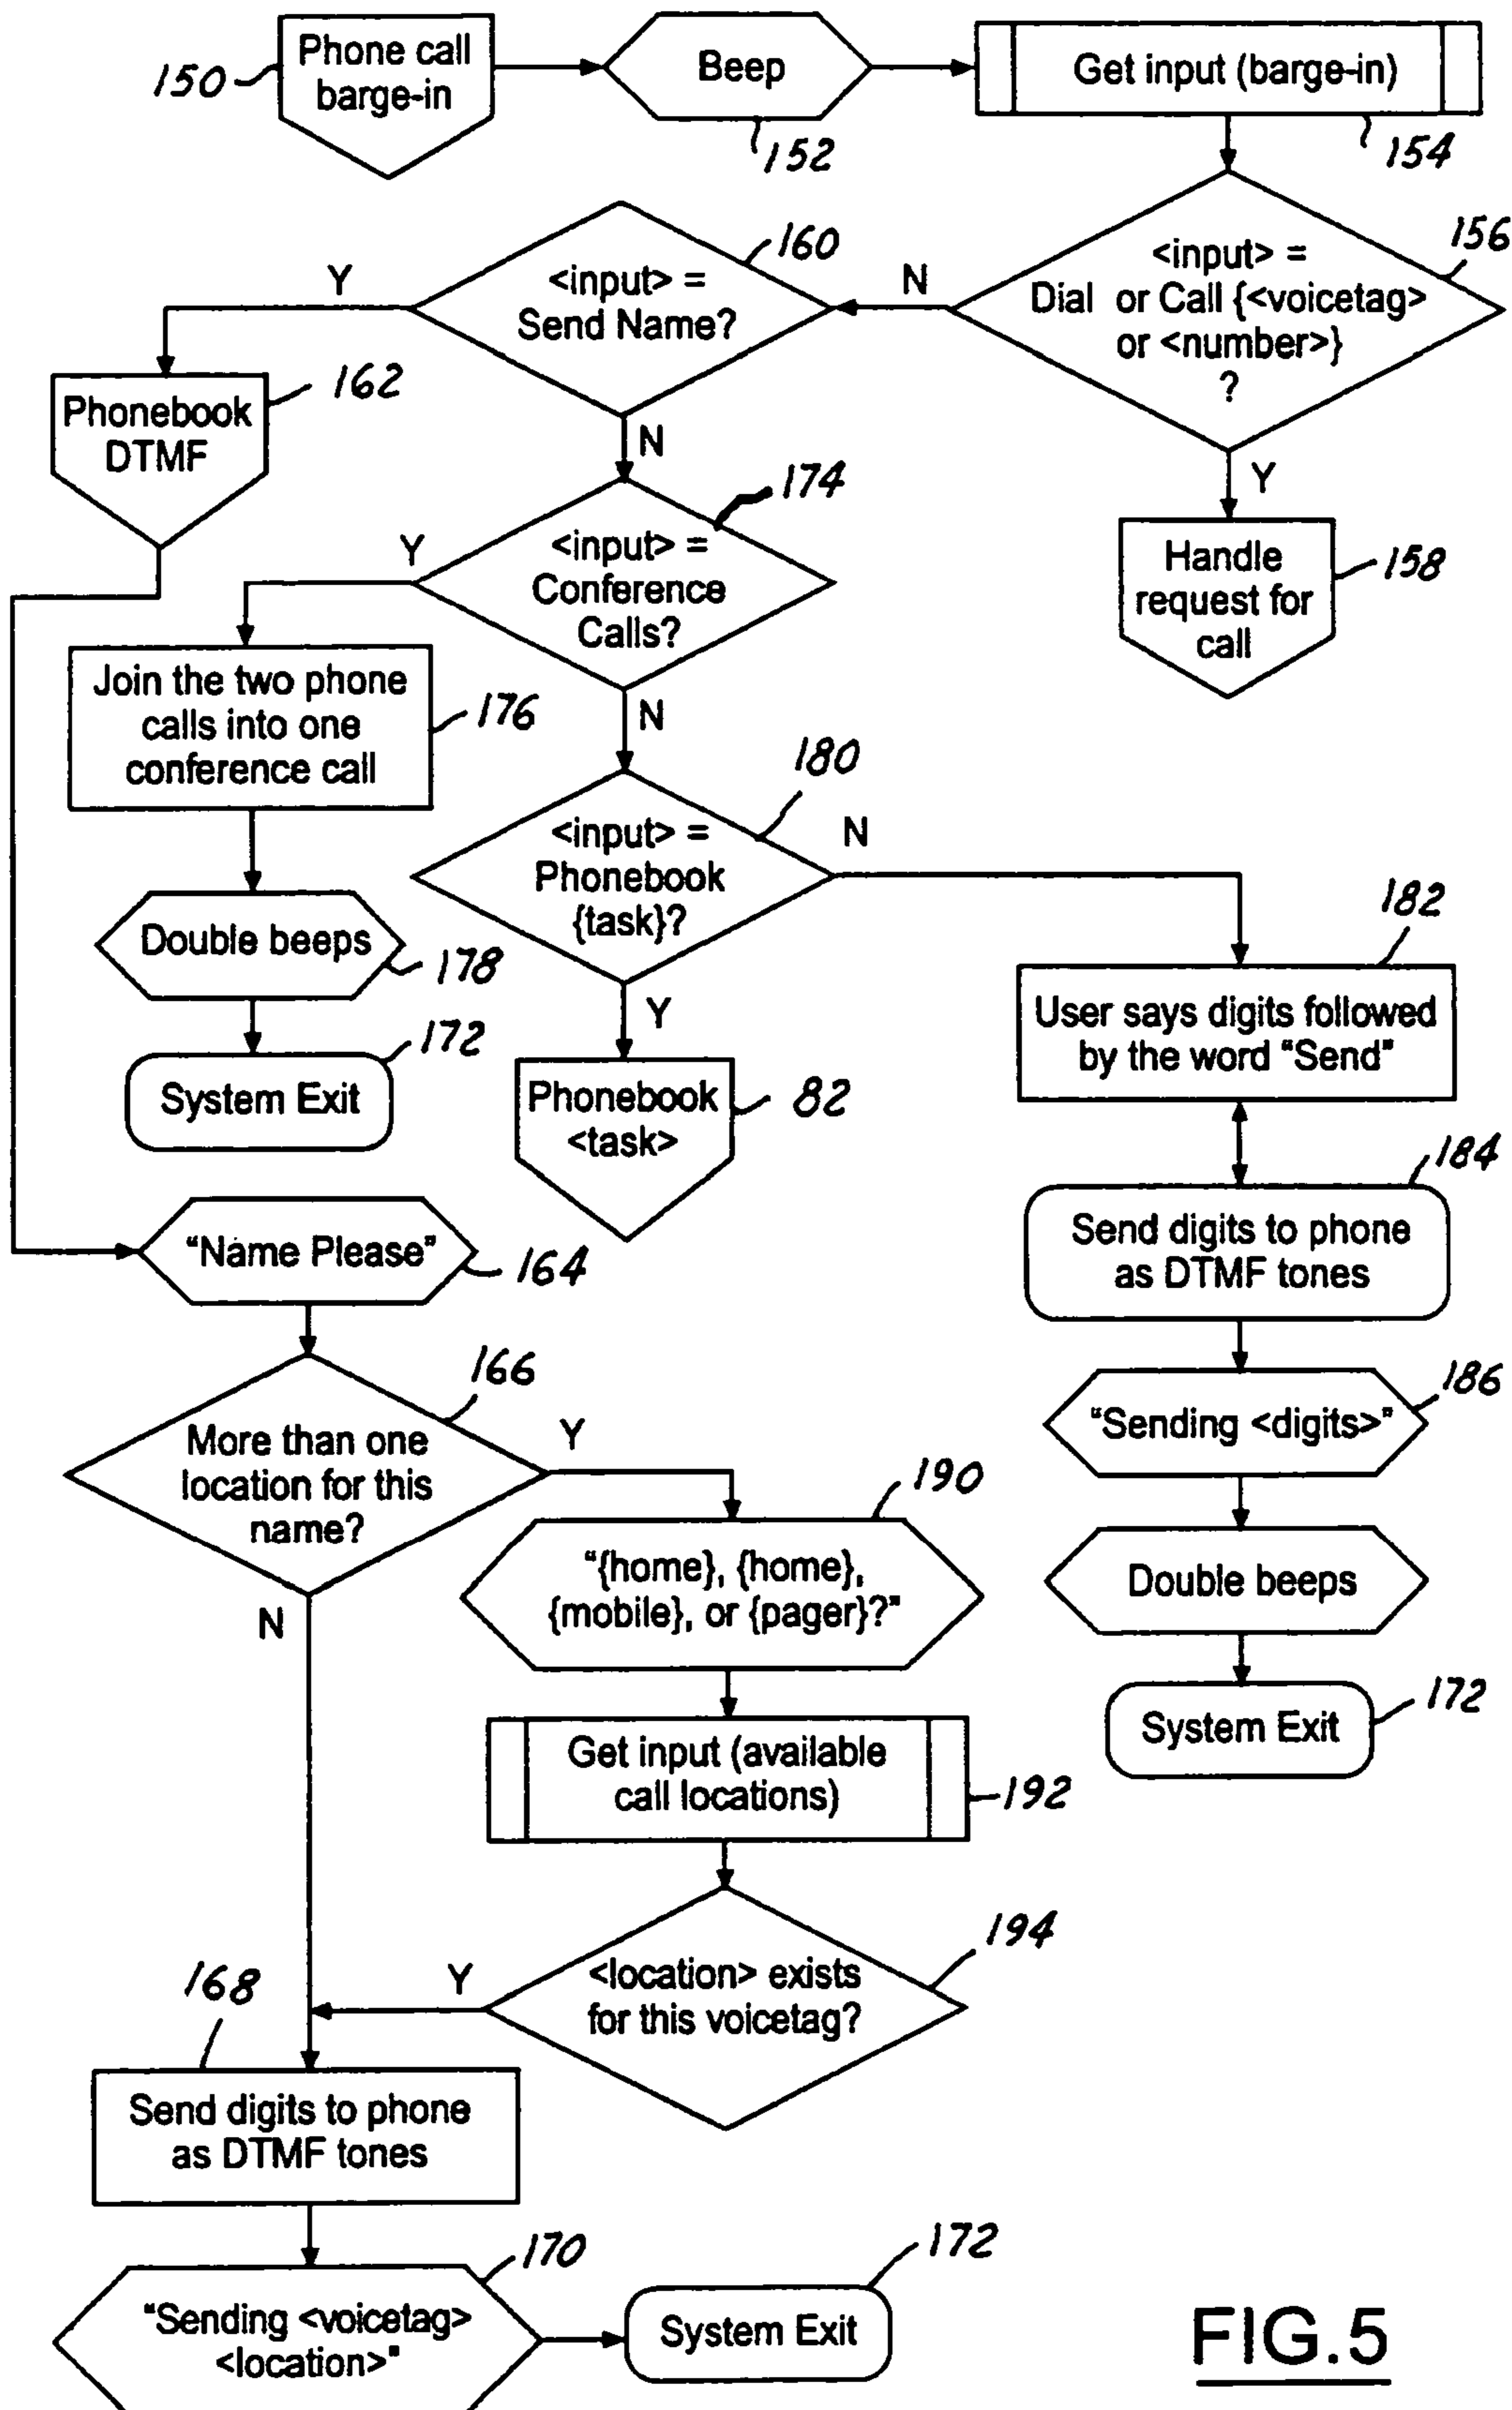 Phone call
barge-in
150
Beep
152
Get input (barge-in)
154
<input> =
Dial or Call {<voicetag>
or <number>}
?
156
N
Y
Handle
request for
call
158
<input> =
Send Name?
160
Y
N
Phonebook
DTMF
162
<input> =
Conference
Calls?
174
Y
N
Join the two phone
calls into one
conference call
176
Double beeps
178
System Exit
172
<input> =
Phonebook
{task}?
180
N
Y
Phonebook
<task>
82
User says digits followed
by the word "Send"
182
Send digits to phone
as DTMF tones
184
"Sending <digits>"
186
Double beeps
System Exit
172
"Name Please"
164
More than one
location for this
name?
166
Y
N
"{home}, {home},
{mobile}, or {pager}?"
190
Get input (available
call locations)
192
<location> exists
for this voicetag?
194
Y
168
Send digits to phone
as DTMF tones
"Sending <voicetag>
<location>"
170
System Exit
172
FIG.5